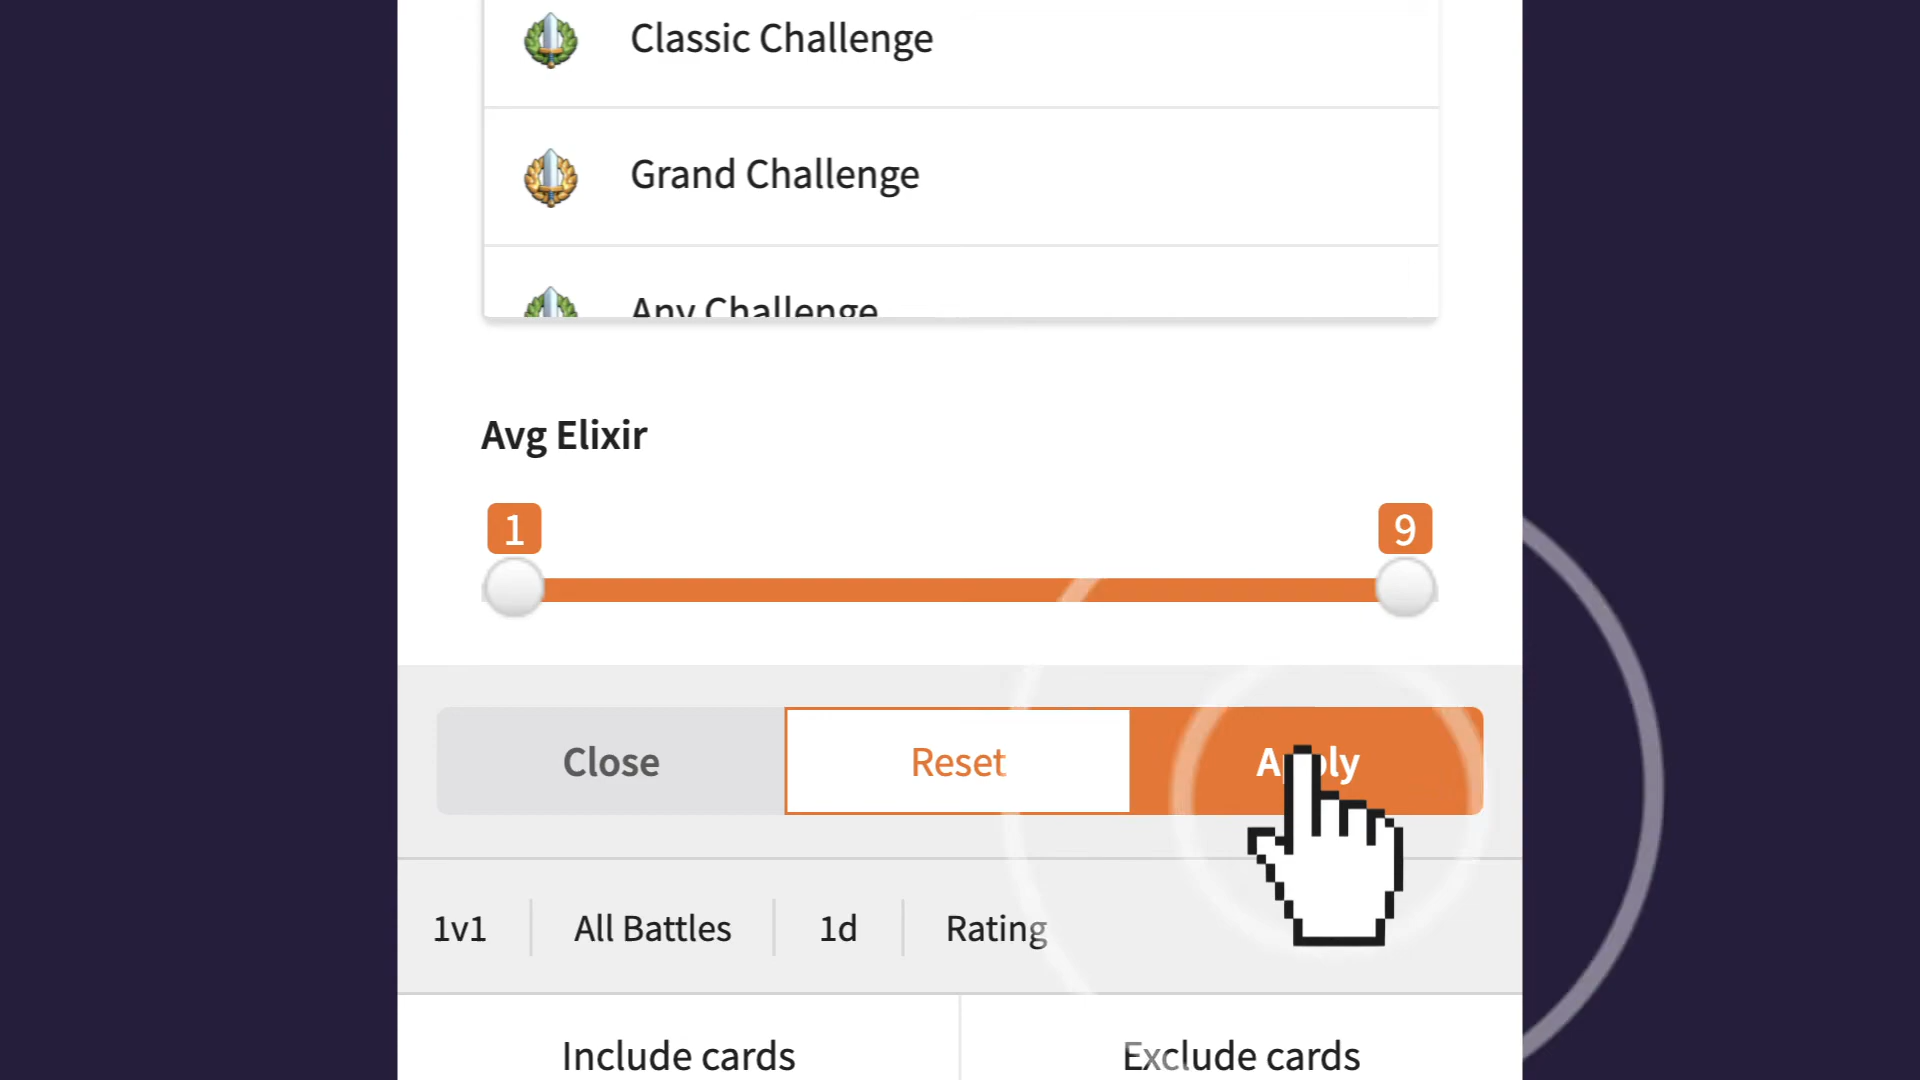 Classic Challenge
Grand Challenge
Any Challenge
Avg Elixir
1 9
Close Reset Apply
1v1 All Battles 1d Rating
Include cards Exclude cards